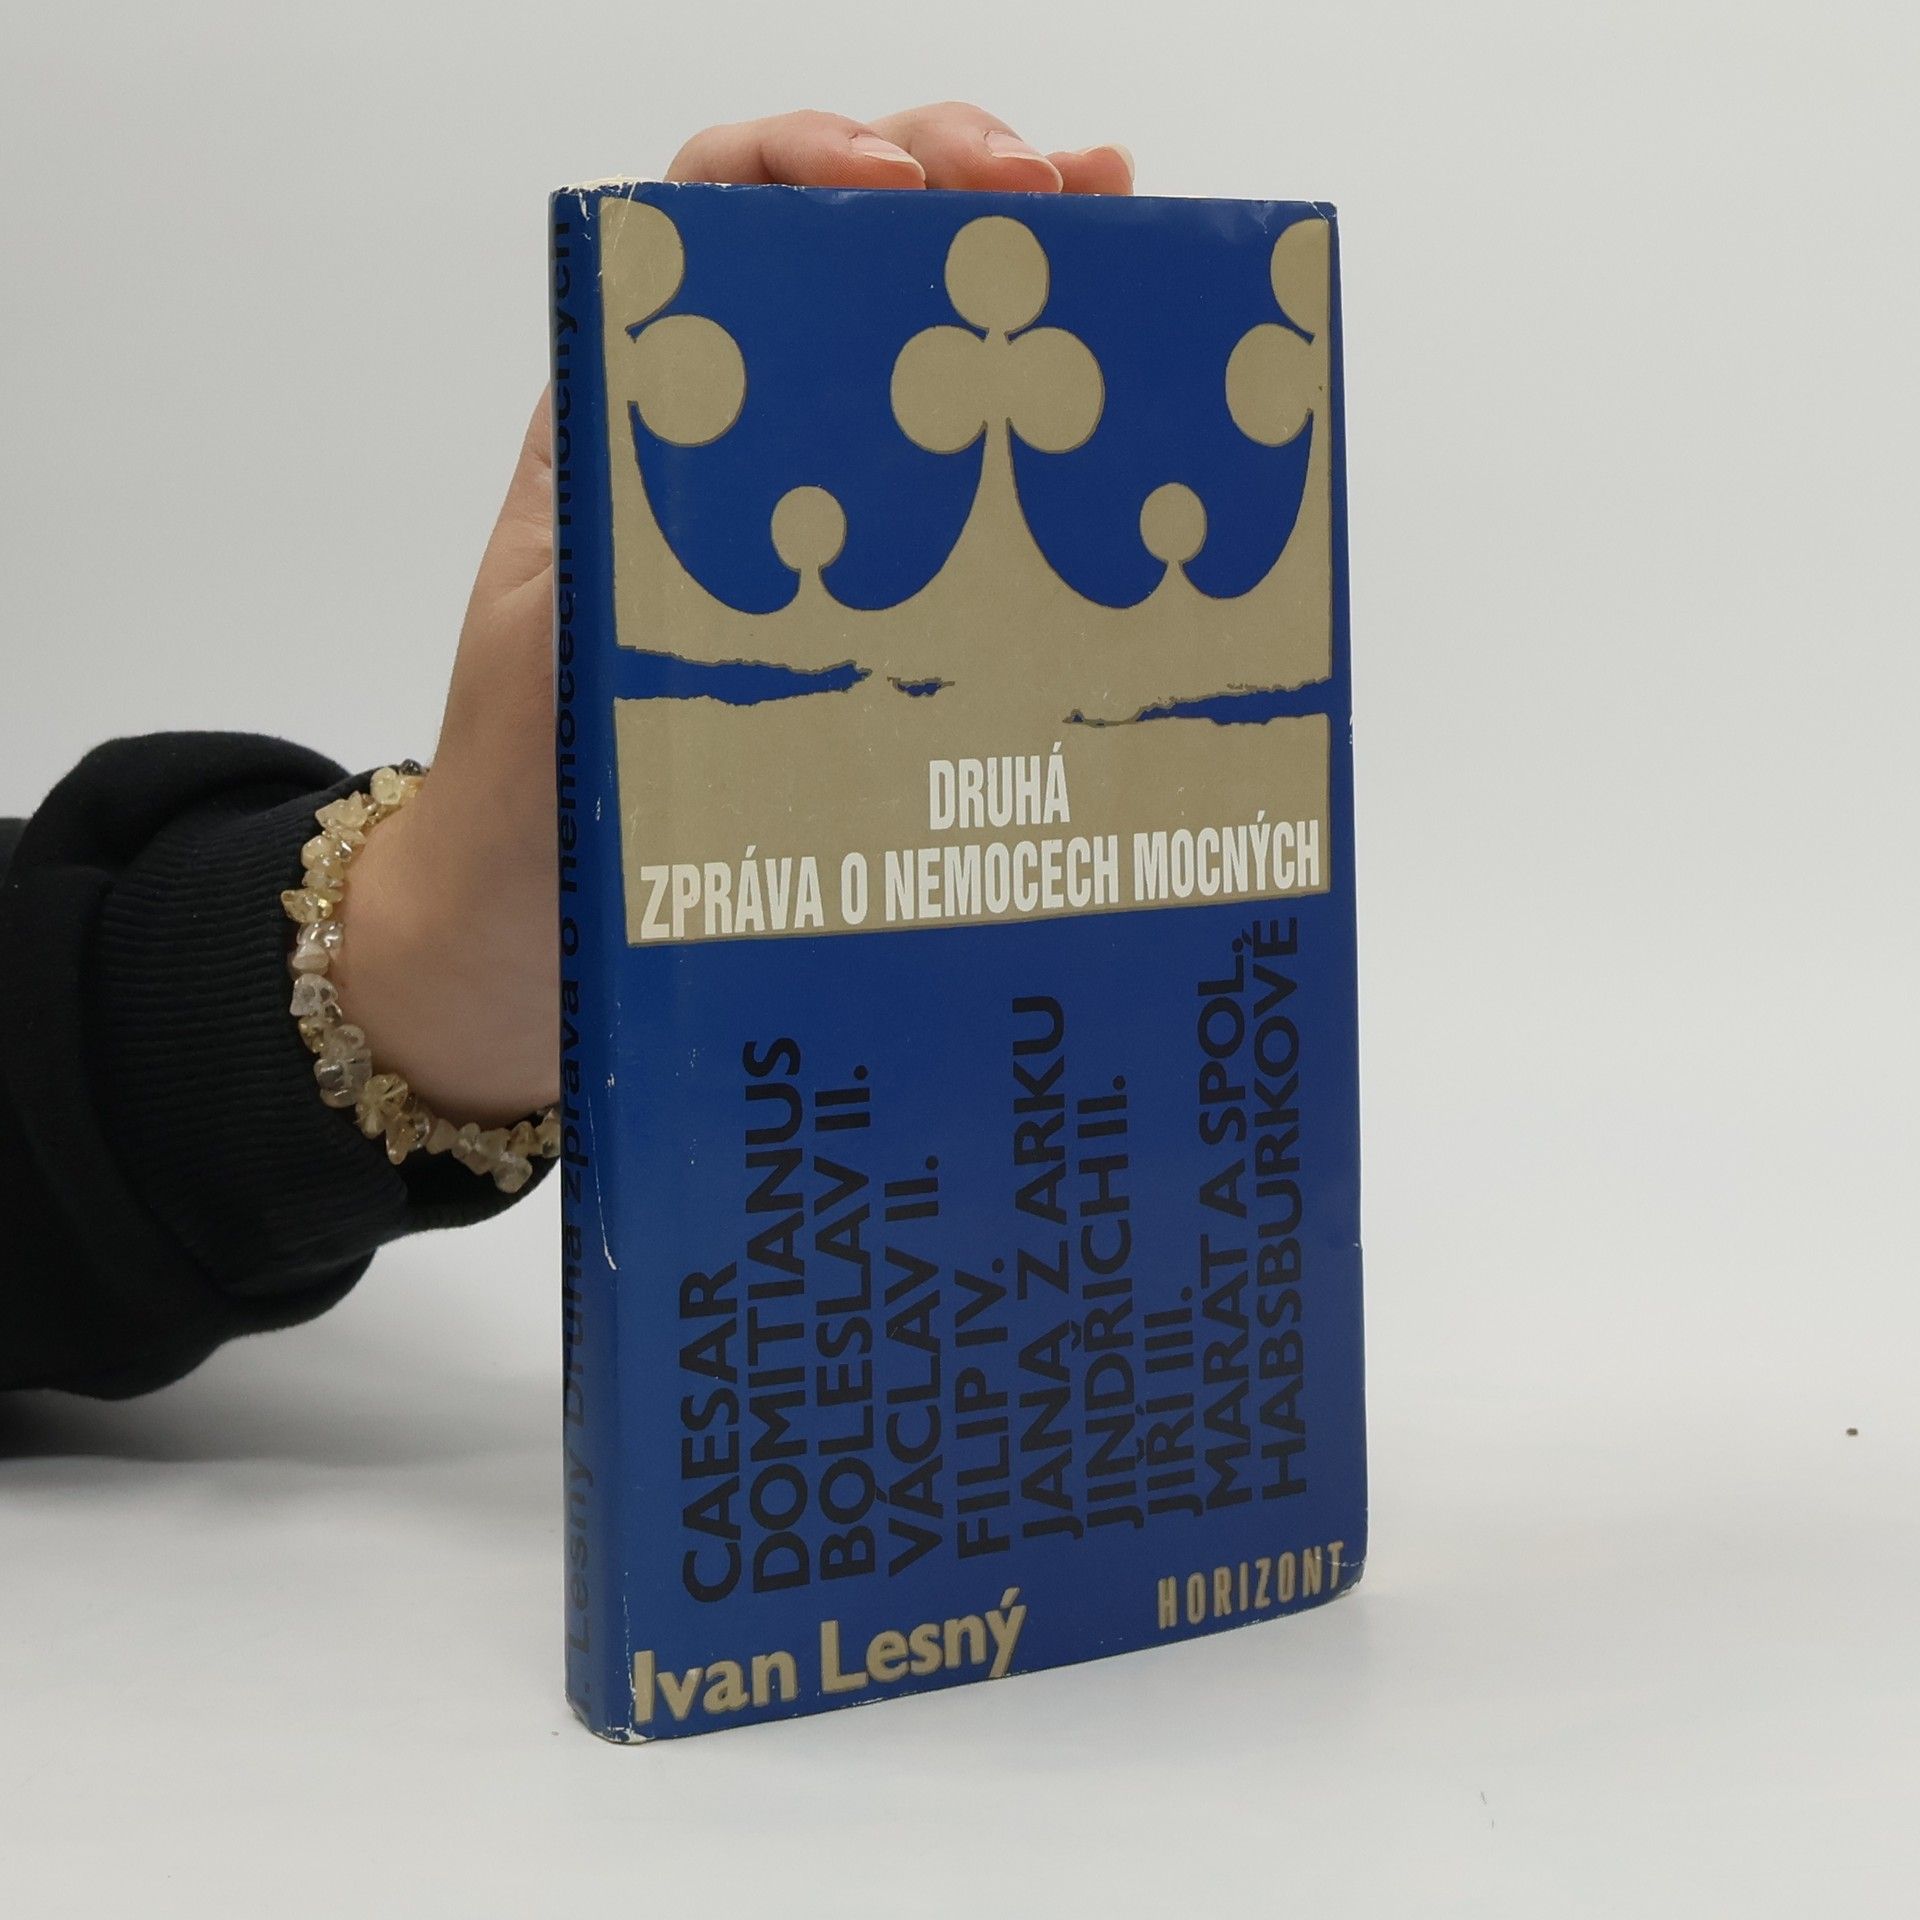 I. Lesný Druhá zpráva o nemocech mocných
DRUHÁ
ZPRÁVA O NEMOCECH MOCNÝCH
CAESAR
DOMITIANUS
BOLESLAV II.
VÁCLAV II.
FILIP IV.
JANA Z ARKU
JINDŘICH II.
JIŘÍ III.
MARAT A SPOL.
HABSBURKOVÉ
Ivan Lesný
HORIZONT